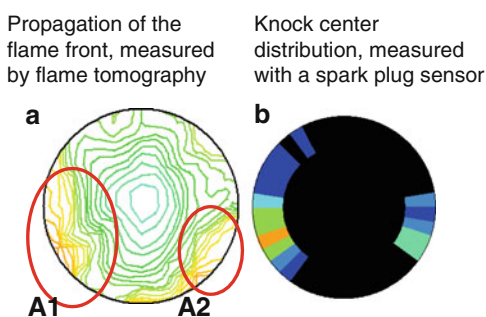 Propagation of the
flame front, measured
by flame tomography
Knock center
distribution, measured
with a spark plug sensor
a
b
A1
A2